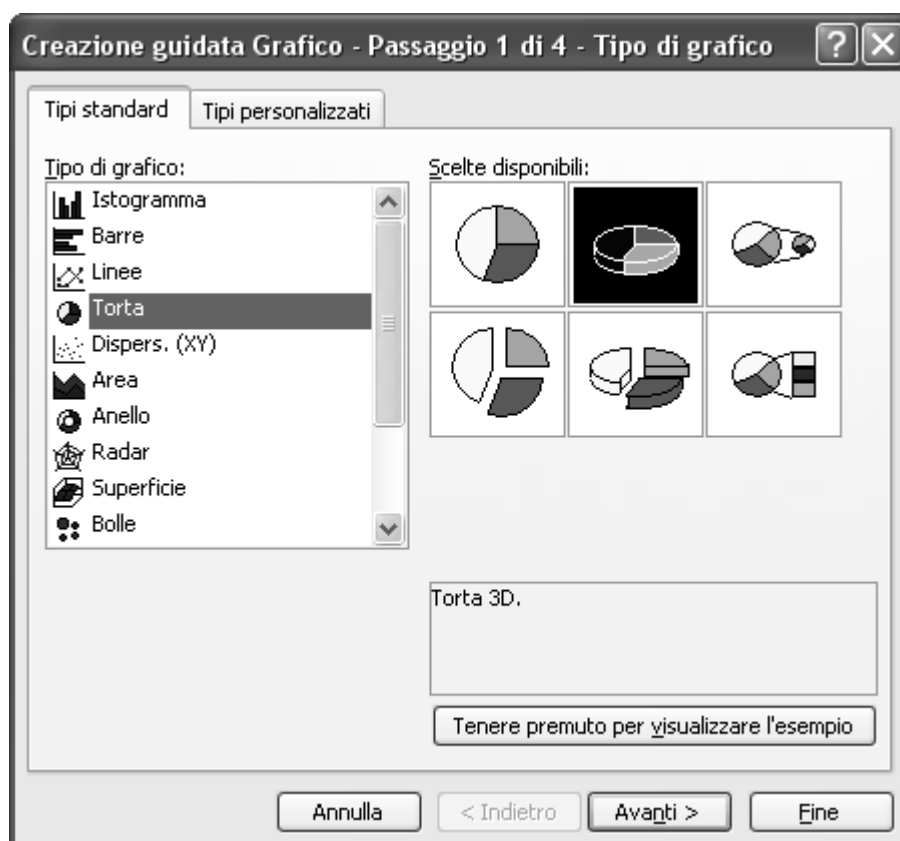 Creazione guidata Grafico - Passaggio 1 di 4 - Tipo di grafico
Tipi standard
Tipi personalizzati
Tipo di grafico:
Istogramma
Barre
Linee
Torta
Dispers. (XY)
Area
Anello
Radar
Superficie
Bolle
Scelte disponibili:
Torta 3D.
Tenere premuto per visualizzare l'esempio
Annulla
< Indietro
Avanti >
Fine